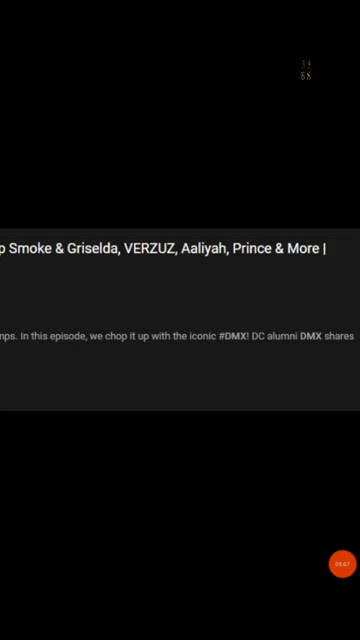 p Smoke & Griselda, VERZUZ, Aaliyah, Prince & More |
mps. In this episode, we chop it up with the iconic #DMX! DC alumni DMX shares